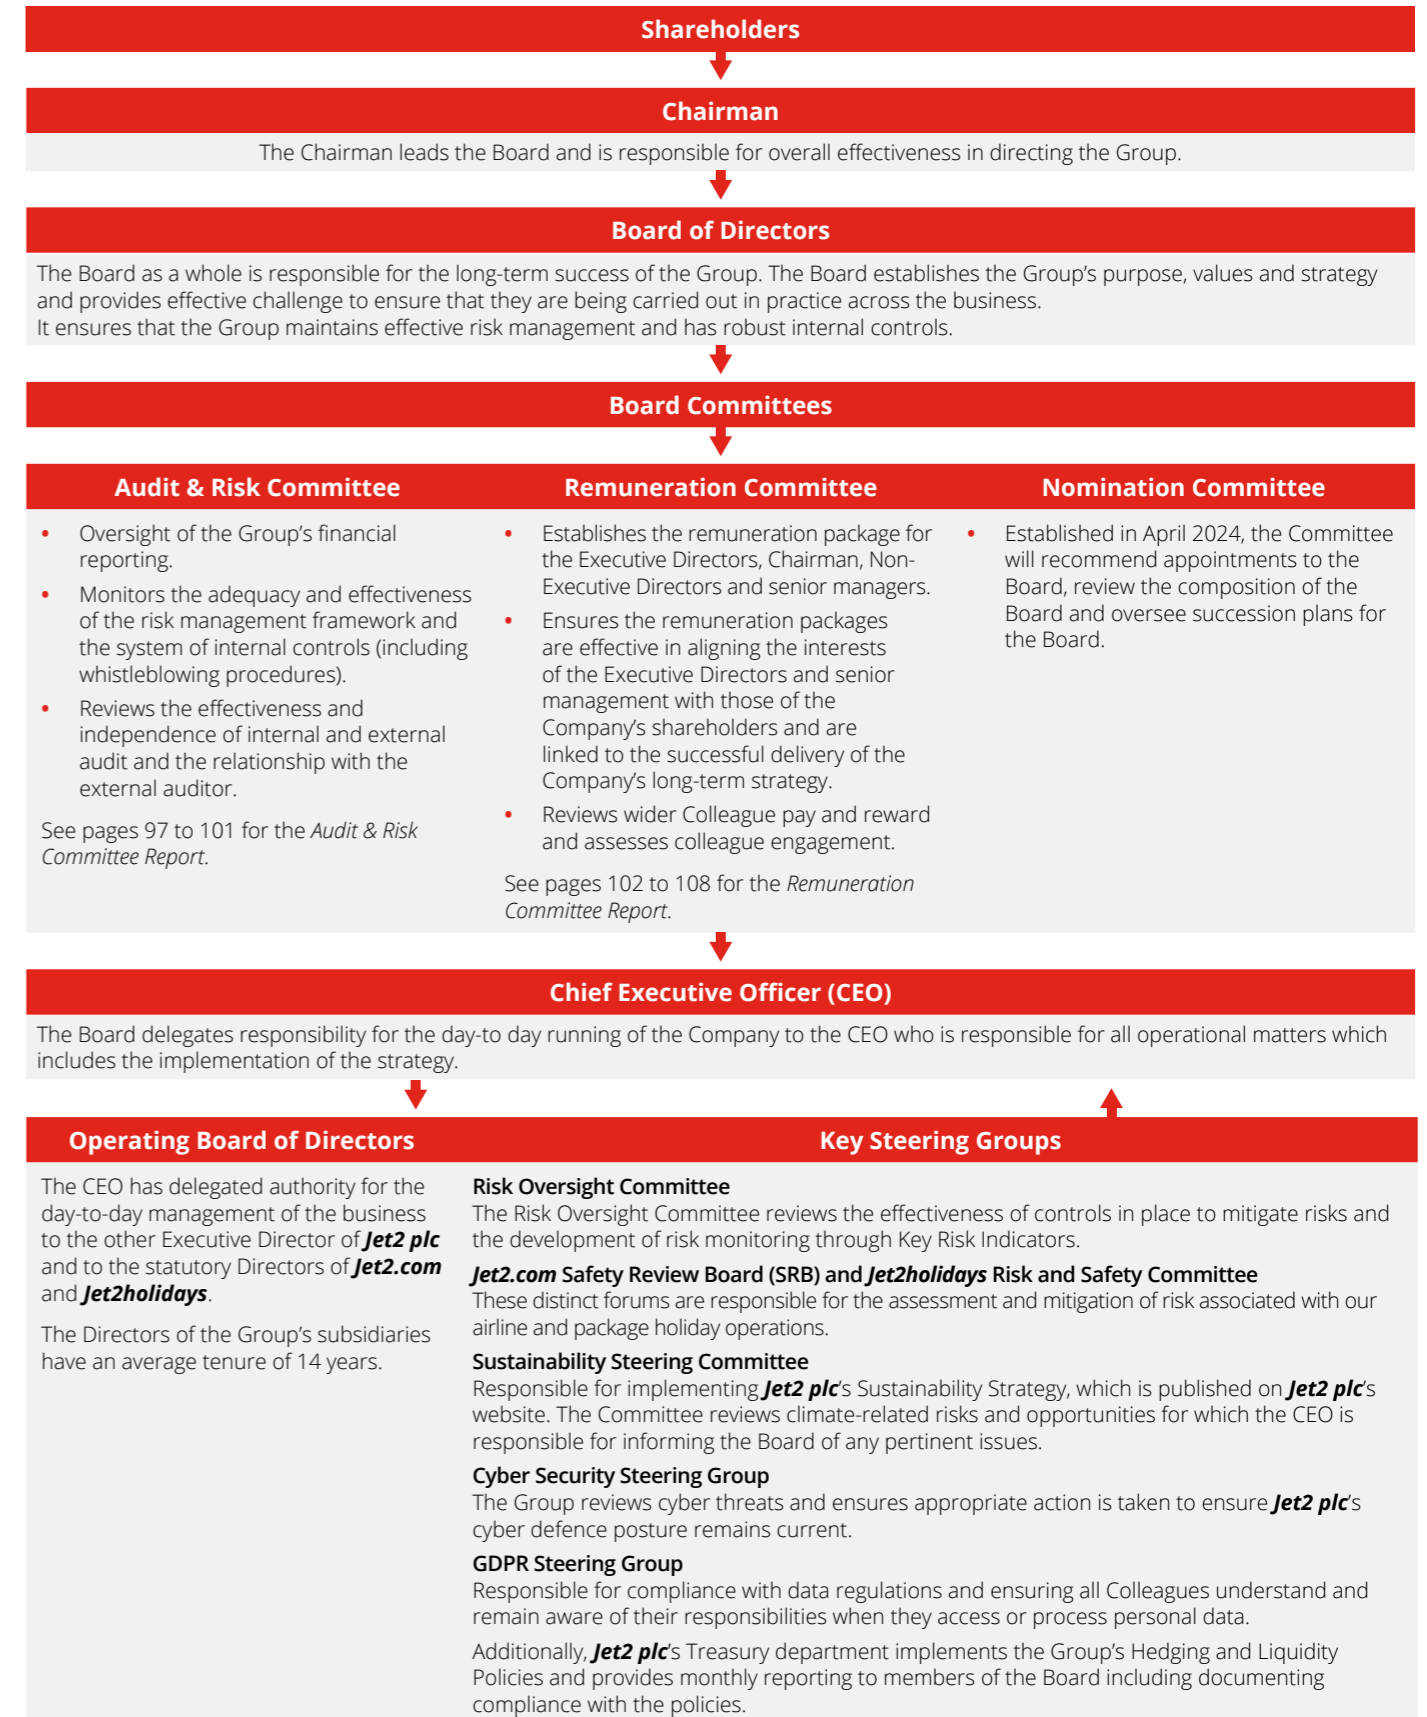 Shareholders
Chairman
The Chairman leads the Board and is responsible for overall effectiveness in directing the Group.
Board of Directors
The Board as a whole is responsible for the long-term success of the Group. The Board establishes the Group’s purpose, values and strategy
and provides effective challenge to ensure that they are being carried out in practice across the business.
It ensures that the Group maintains effective risk management and has robust internal controls.
Board Committees
Audit & Risk Committee
• Oversight of the Group’s financial
reporting.
• Monitors the adequacy and effectiveness
of the risk management framework and
the system of internal controls (including
whistleblowing procedures).
• Reviews the effectiveness and
independence of internal and external
audit and the relationship with the
external auditor.
See pages 97 to 101 for the Audit & Risk
Committee Report.
Remuneration Committee
• Establishes the remuneration package for
the Executive Directors, Chairman, Non-
Executive Directors and senior managers.
• Ensures the remuneration packages
are effective in aligning the interests
of the Executive Directors and senior
management with those of the
Company’s shareholders and are
linked to the successful delivery of the
Company’s long-term strategy.
• Reviews wider Colleague pay and reward
and assesses colleague engagement.
See pages 102 to 108 for the Remuneration
Committee Report.
Nomination Committee
• Established in April 2024, the Committee
will recommend appointments to the
Board, review the composition of the
Board and oversee succession plans for
the Board.
Chief Executive Officer (CEO)
The Board delegates responsibility for the day-to day running of the Company to the CEO who is responsible for all operational matters which
includes the implementation of the strategy.
Operating Board of Directors
The CEO has delegated authority for the
day-to-day management of the business
to the other Executive Director of Jet2 plc
and to the statutory Directors of Jet2.com
and Jet2holidays.
The Directors of the Group’s subsidiaries
have an average tenure of 14 years.
Key Steering Groups
Risk Oversight Committee
The Risk Oversight Committee reviews the effectiveness of controls in place to mitigate risks and
the development of risk monitoring through Key Risk Indicators.
Jet2.com Safety Review Board (SRB) and Jet2holidays Risk and Safety Committee
These distinct forums are responsible for the assessment and mitigation of risk associated with our
airline and package holiday operations.
Sustainability Steering Committee
Responsible for implementing Jet2 plc’s Sustainability Strategy, which is published on Jet2 plc’s
website. The Committee reviews climate-related risks and opportunities for which the CEO is
responsible for informing the Board of any pertinent issues.
Cyber Security Steering Group
The Group reviews cyber threats and ensures appropriate action is taken to ensure Jet2 plc’s
cyber defence posture remains current.
GDPR Steering Group
Responsible for compliance with data regulations and ensuring all Colleagues understand and
remain aware of their responsibilities when they access or process personal data.
Additionally, Jet2 plc’s Treasury department implements the Group’s Hedging and Liquidity
Policies and provides monthly reporting to members of the Board including documenting
compliance with the policies.